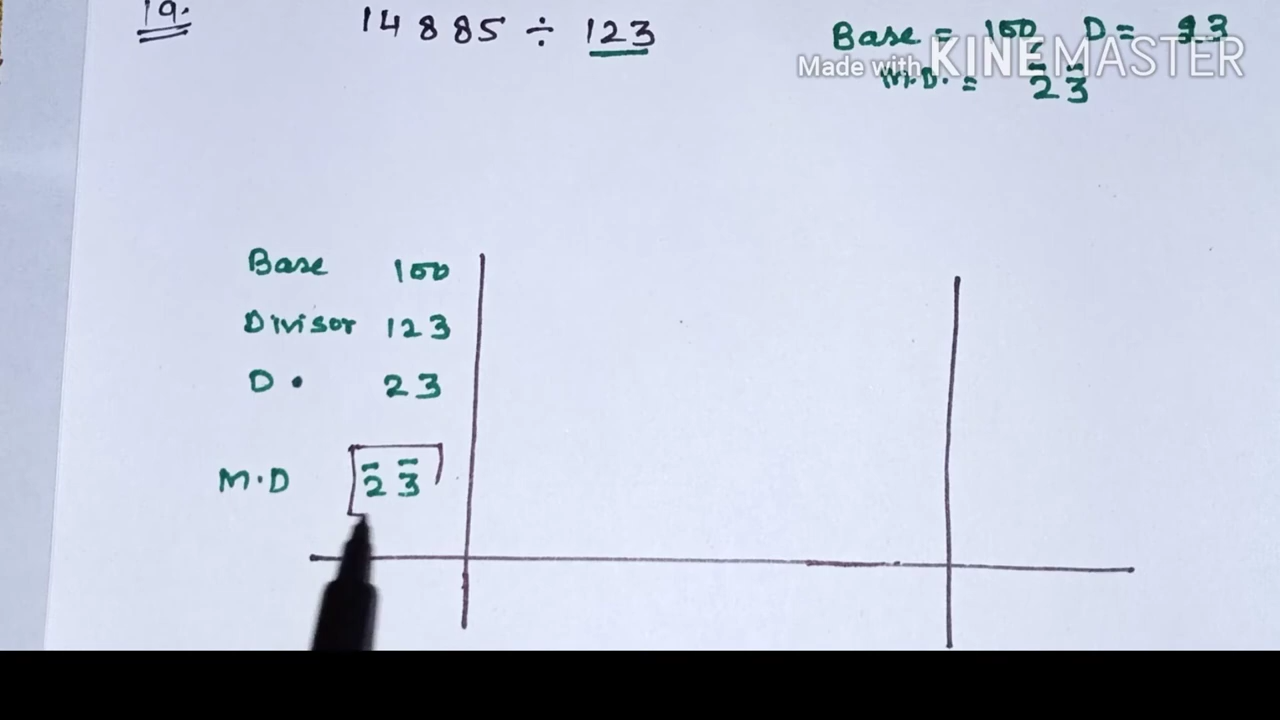 19.
14885 ÷ 123
Base = 100, D = 23
Made with KINEMASTER
M.D. = 2̄ 3̄
Base 100
Divisor 123
D. 23
M.D 2̄ 3̄